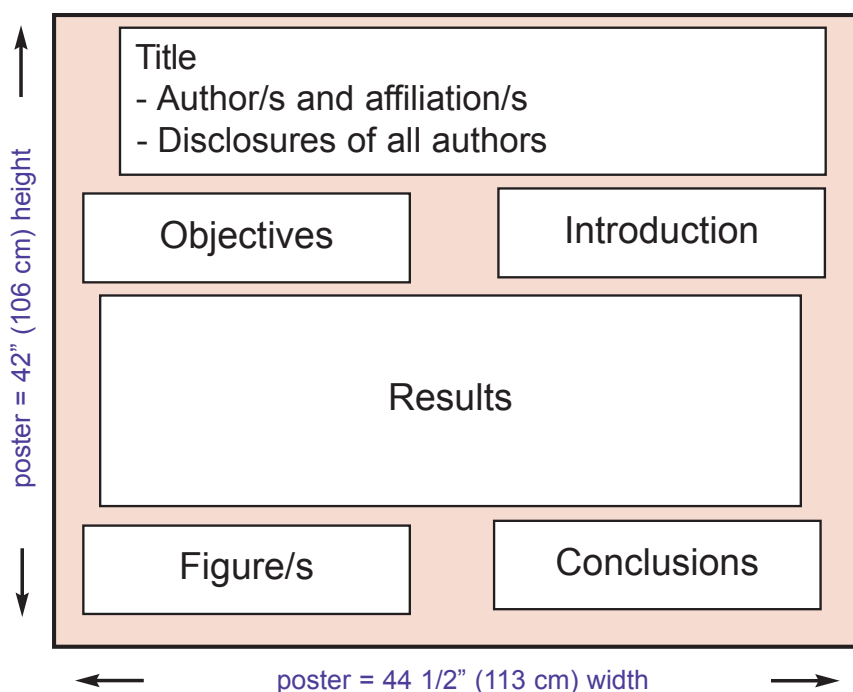 Title
- Author/s and affiliation/s
- Disclosures of all authors
Objectives
Introduction
Results
Figure/s
Conclusions
poster = 42” (106 cm) height
poster = 44 1/2” (113 cm) width